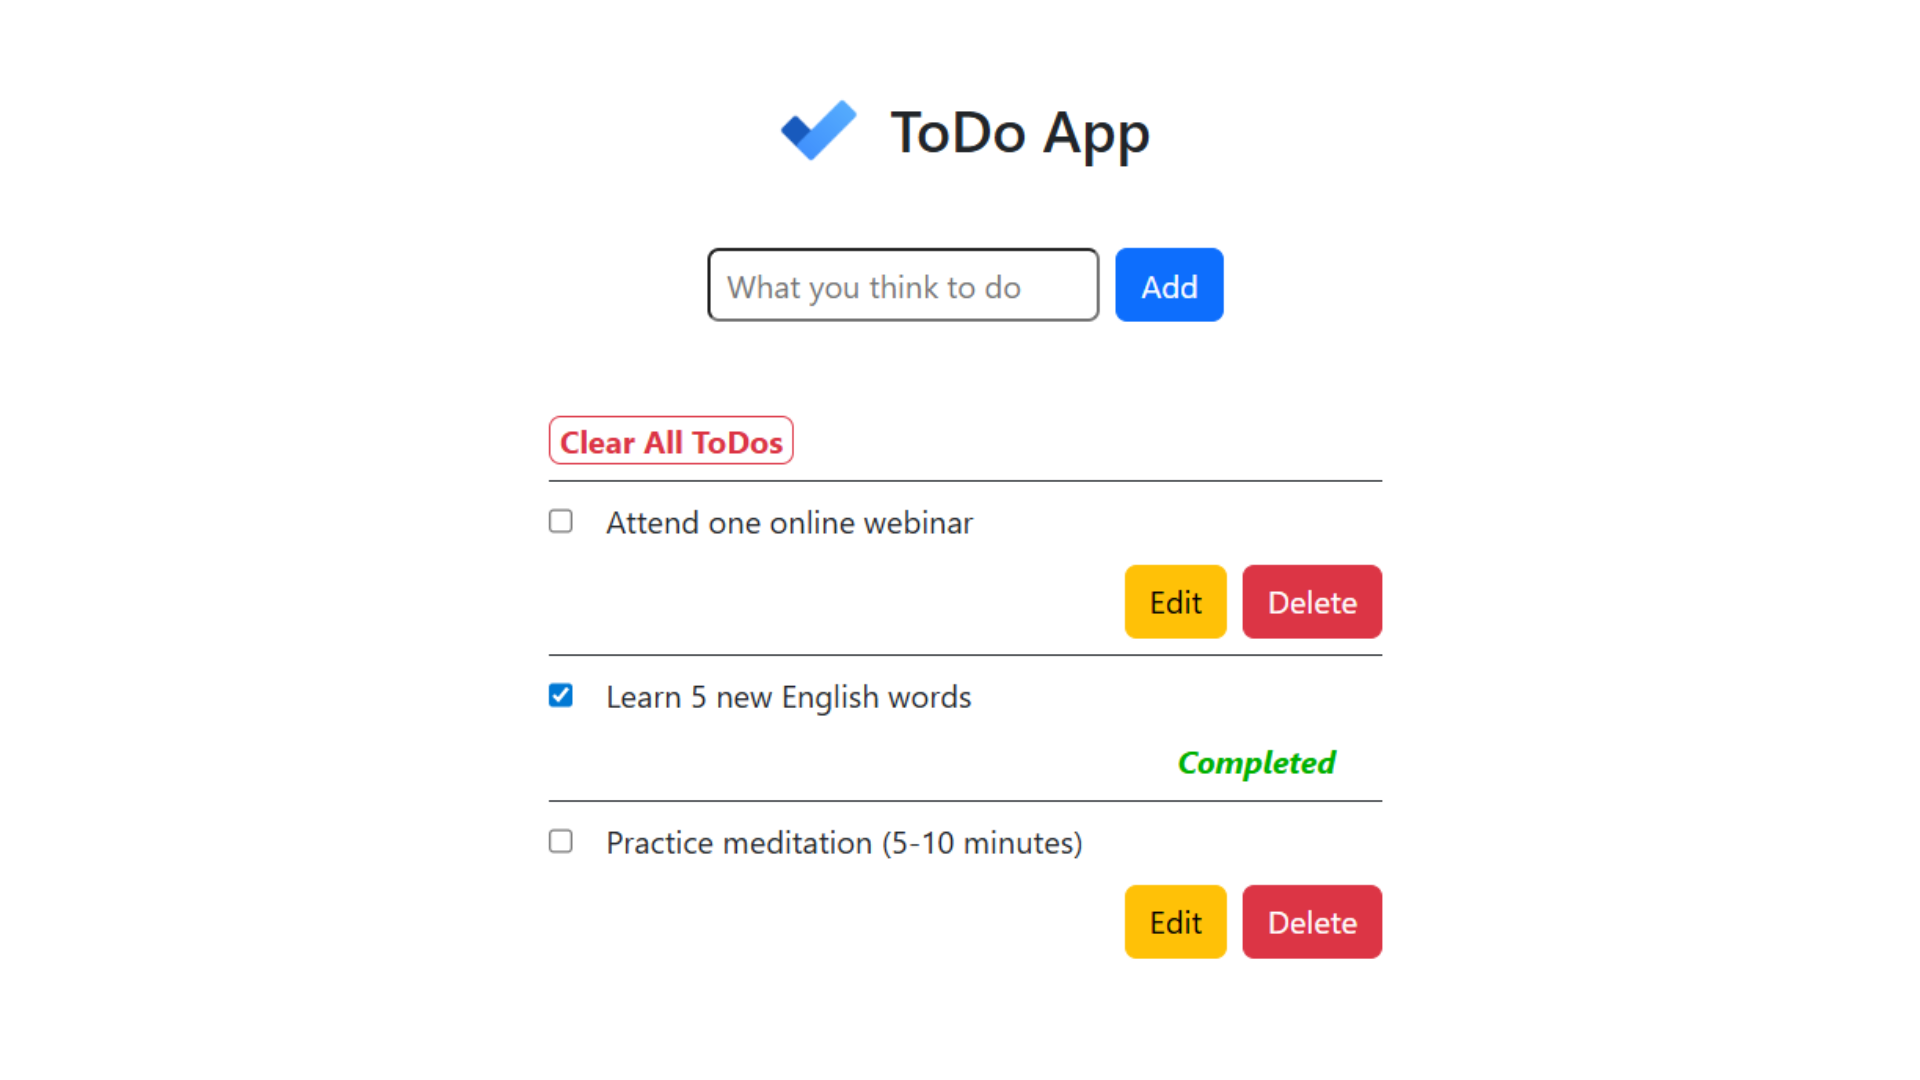 ToDo App
What you think to do
Add
Clear All ToDos
Attend one online webinar
Edit
Delete
Learn 5 new English words
Completed
Practice meditation (5-10 minutes)
Edit
Delete